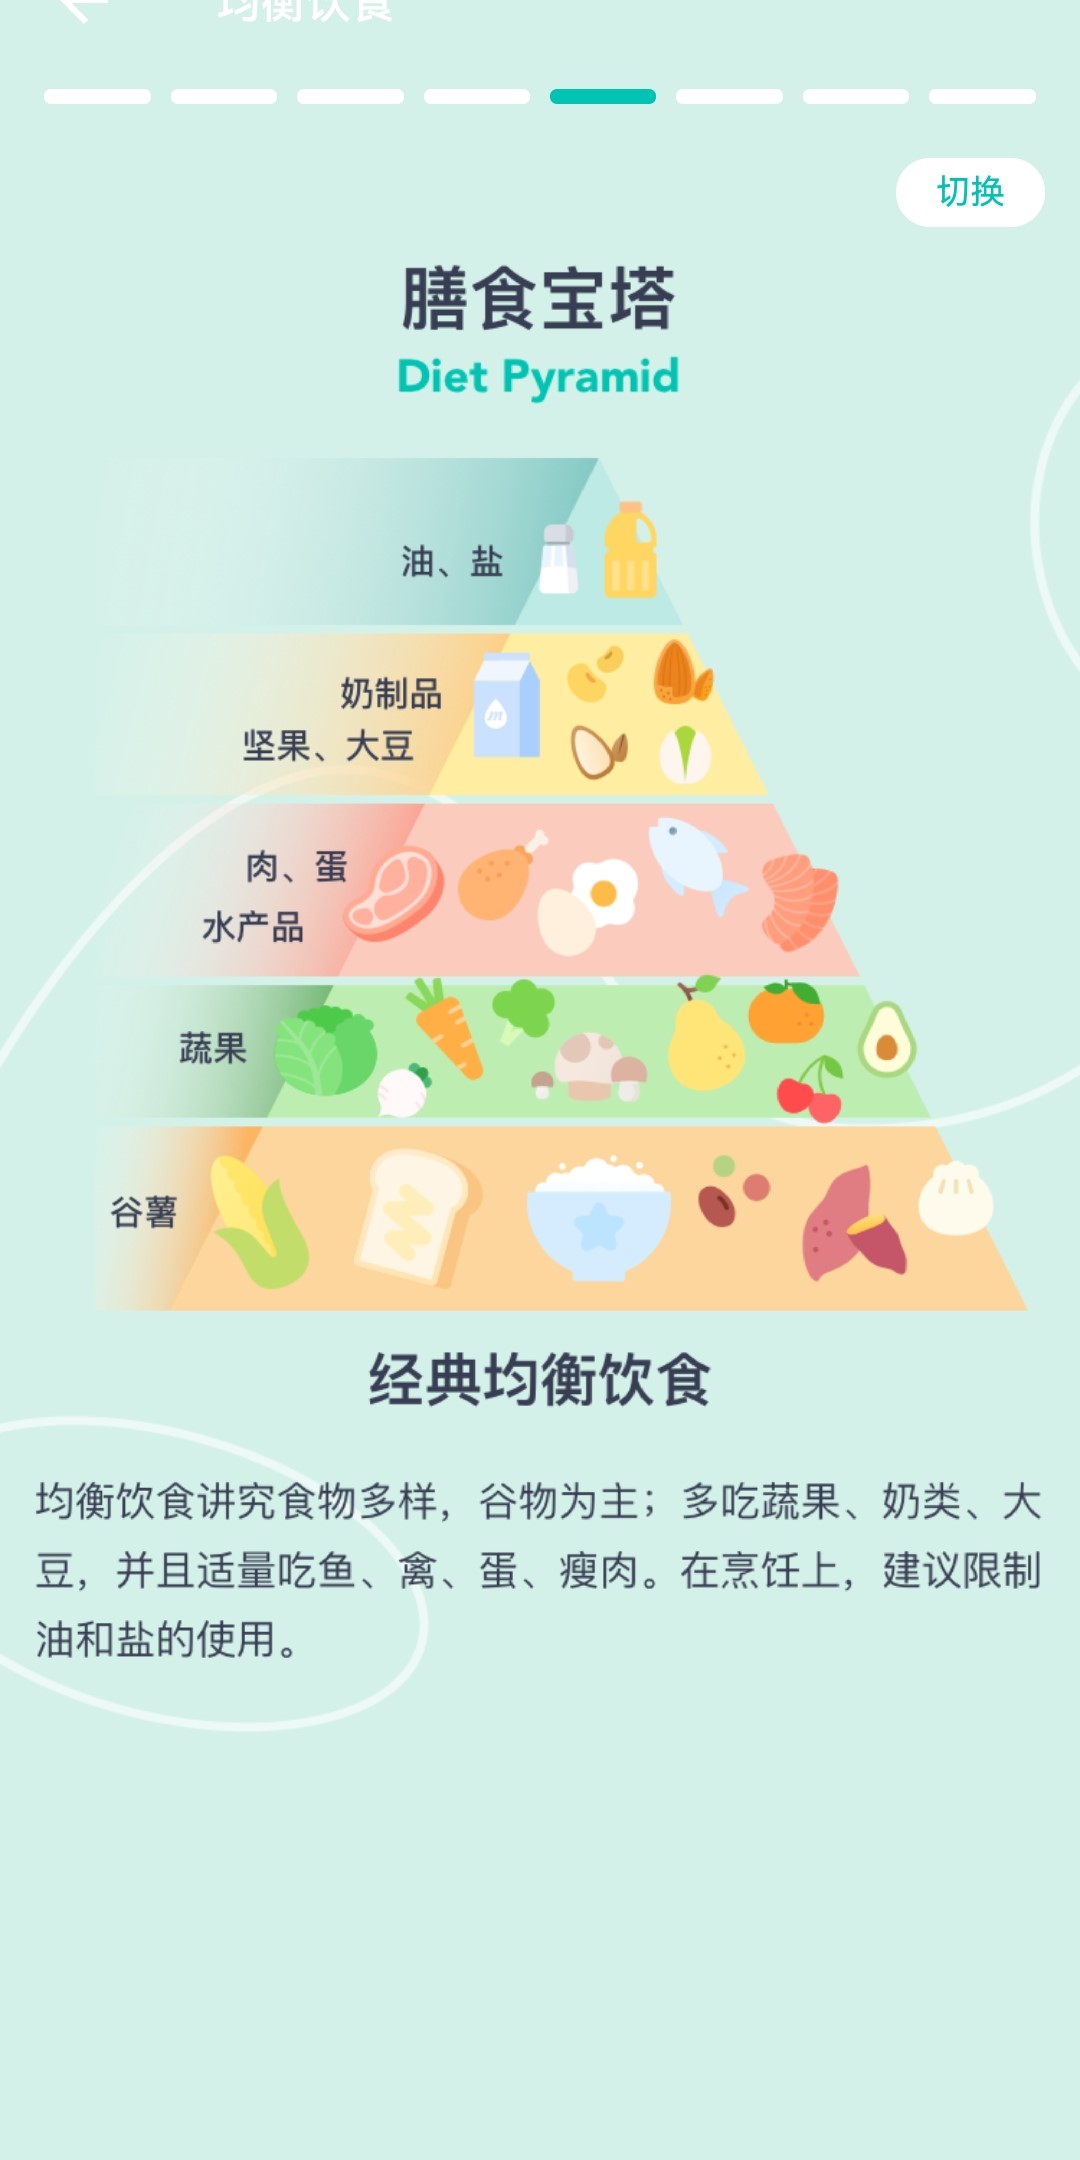 均衡饮食
切换
膳食宝塔
Diet Pyramid
油、盐
奶制品
坚果、大豆
肉、蛋
水产品
蔬果
谷薯
经典均衡饮食
均衡饮食讲究食物多样，谷物为主；多吃蔬果、奶类、大
豆，并且适量吃鱼、禽、蛋、瘦肉。在烹饪上，建议限制
油和盐的使用。